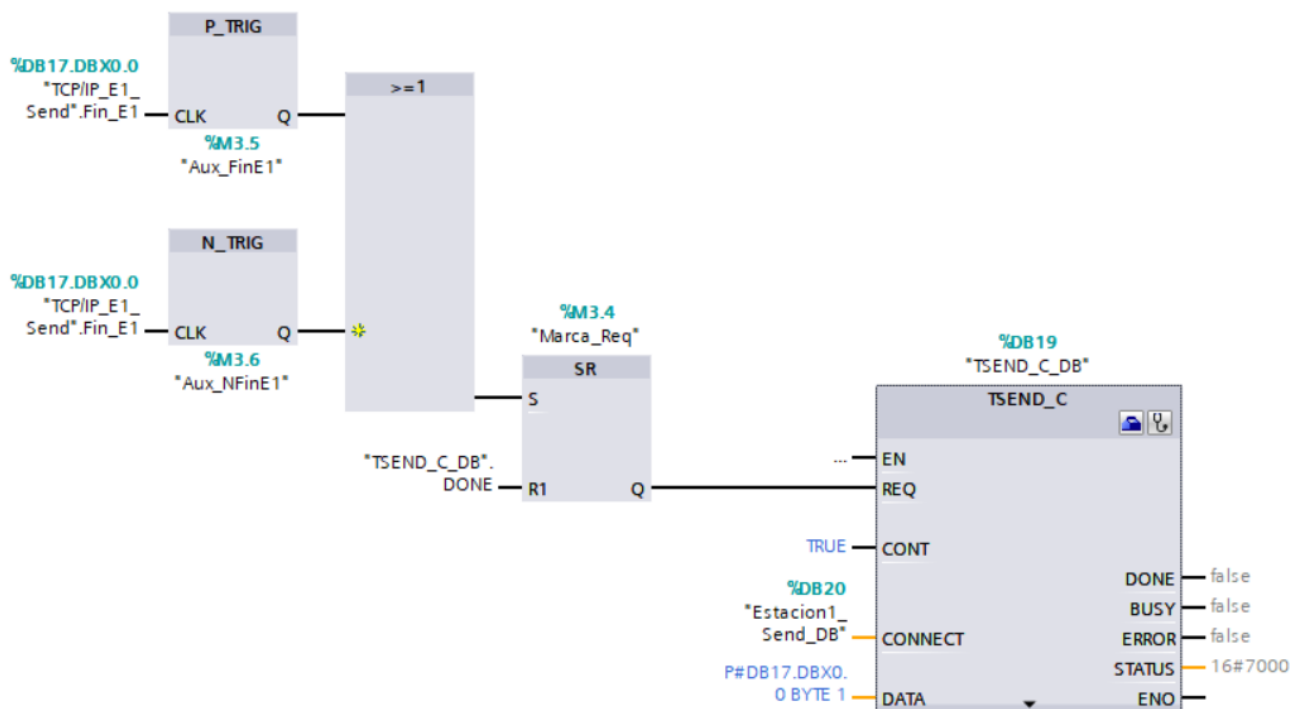 P_TRIG
%DB17.DBX0.0
"TCP/IP_E1_
Send".Fin_E1
CLK Q
%M3.5
"Aux_FinE1"
>=1
N_TRIG
%DB17.DBX0.0
"TCP/IP_E1_
Send".Fin_E1
CLK Q
%M3.6
"Aux_NFinE1"
%M3.4
"Marca_Req"
SR
S
"TSEND_C_DB".
DONE
R1 Q
%DB19
"TSEND_C_DB"
TSEND_C
... EN
REQ
TRUE CONT
%DB20
"Estacion1_
Send_DB"
CONNECT
P#DB17.DBX0.
0 BYTE 1
DATA
DONE false
BUSY false
ERROR false
STATUS 16#7000
ENO